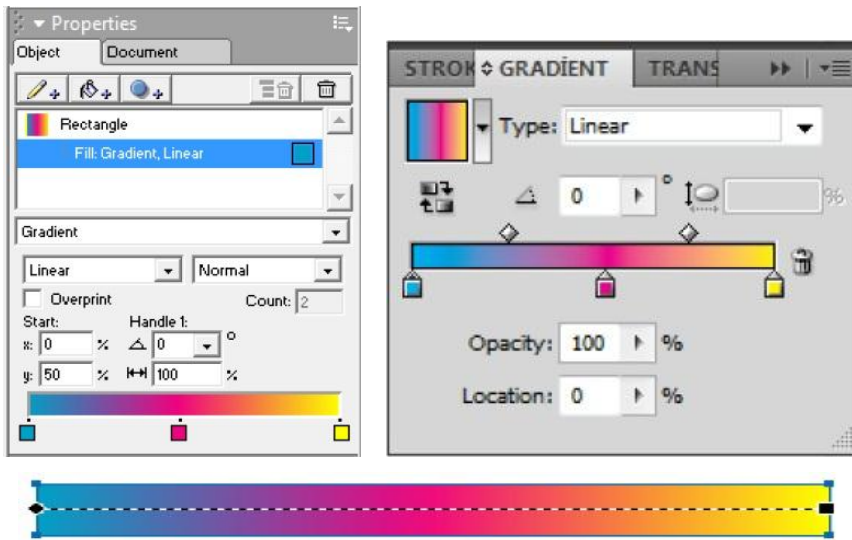 Properties
Object Document
Rectangle
Fill: Gradient, Linear
Gradient
Linear Normal
Overprint Count: 2
Start: Handle 1:
x: 0 % 0 °
y: 50 % 100 %
STROK GRADİENT TRANS
Type: Linear
0 ° %
Opacity: 100 %
Location: 0 %